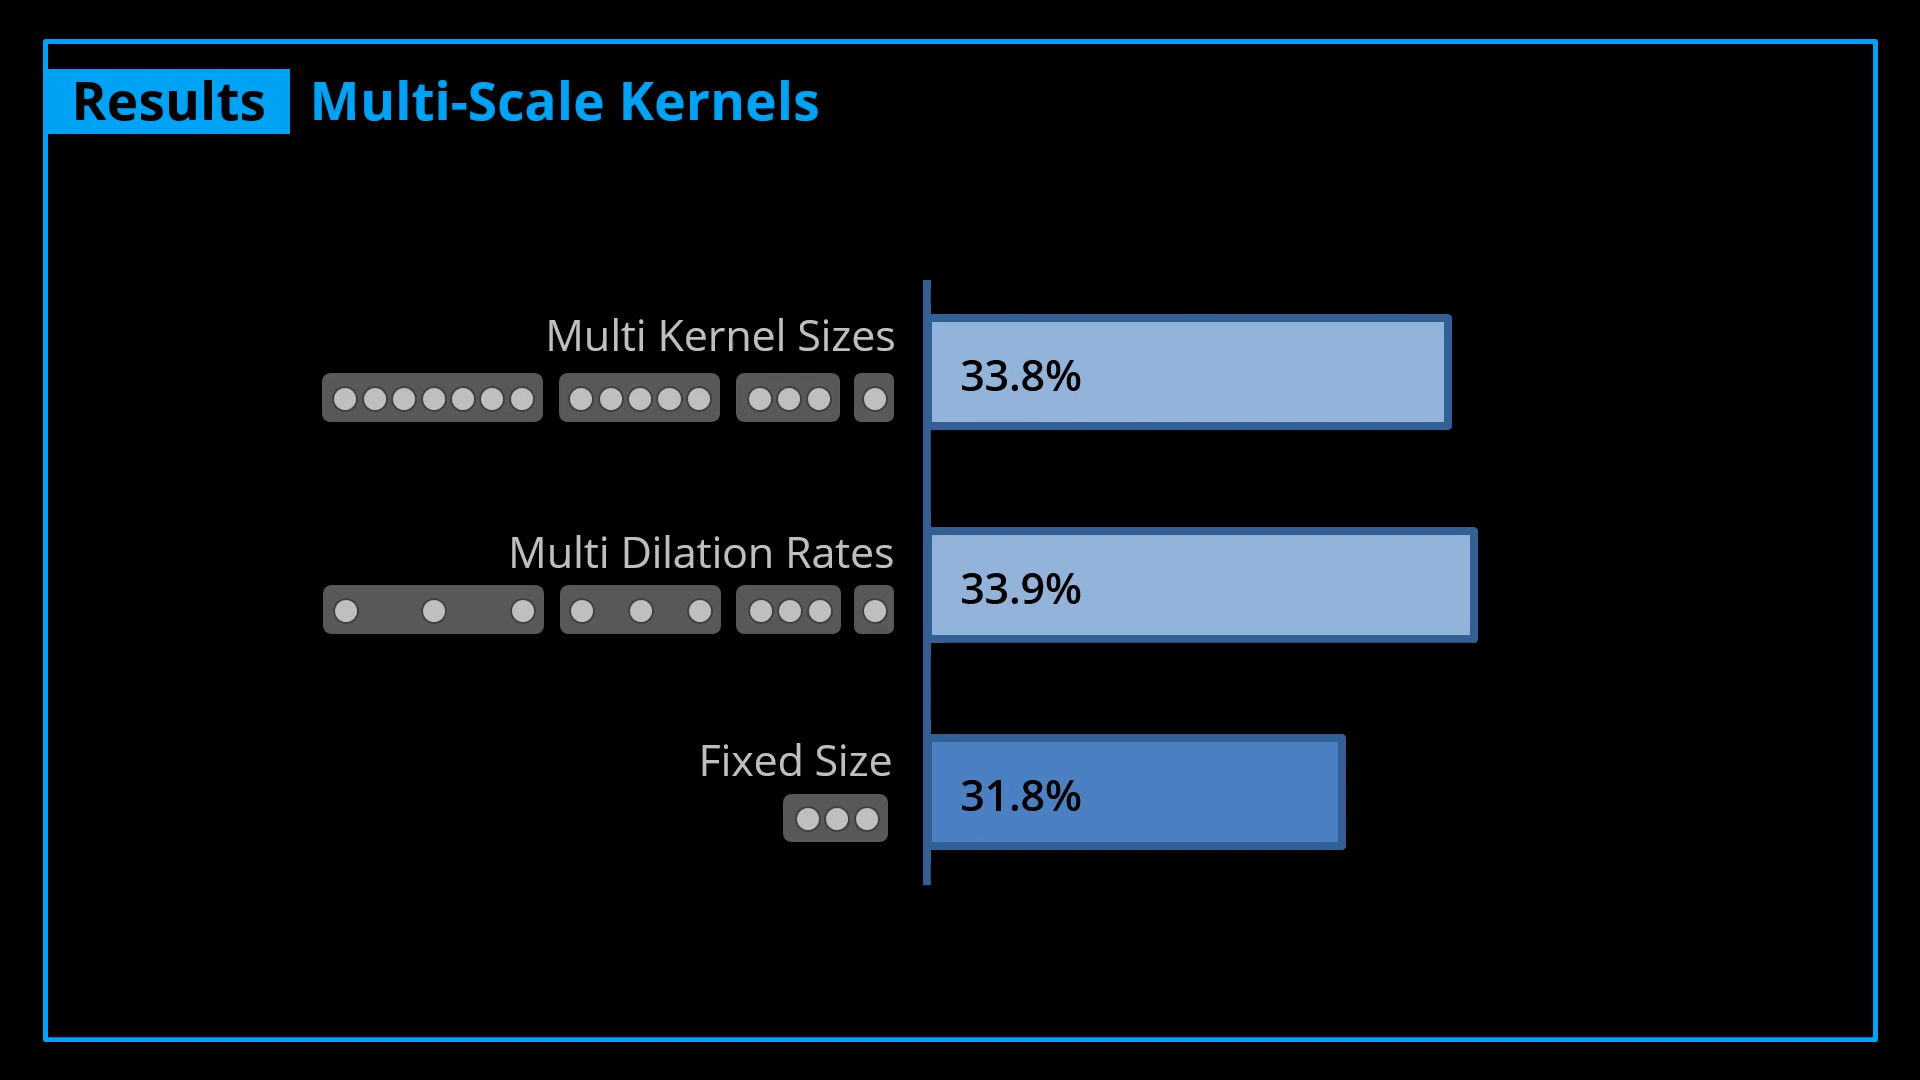 Results Multi-Scale Kernels
Multi Kernel Sizes
33.8%
Multi Dilation Rates
33.9%
Fixed Size
31.8%